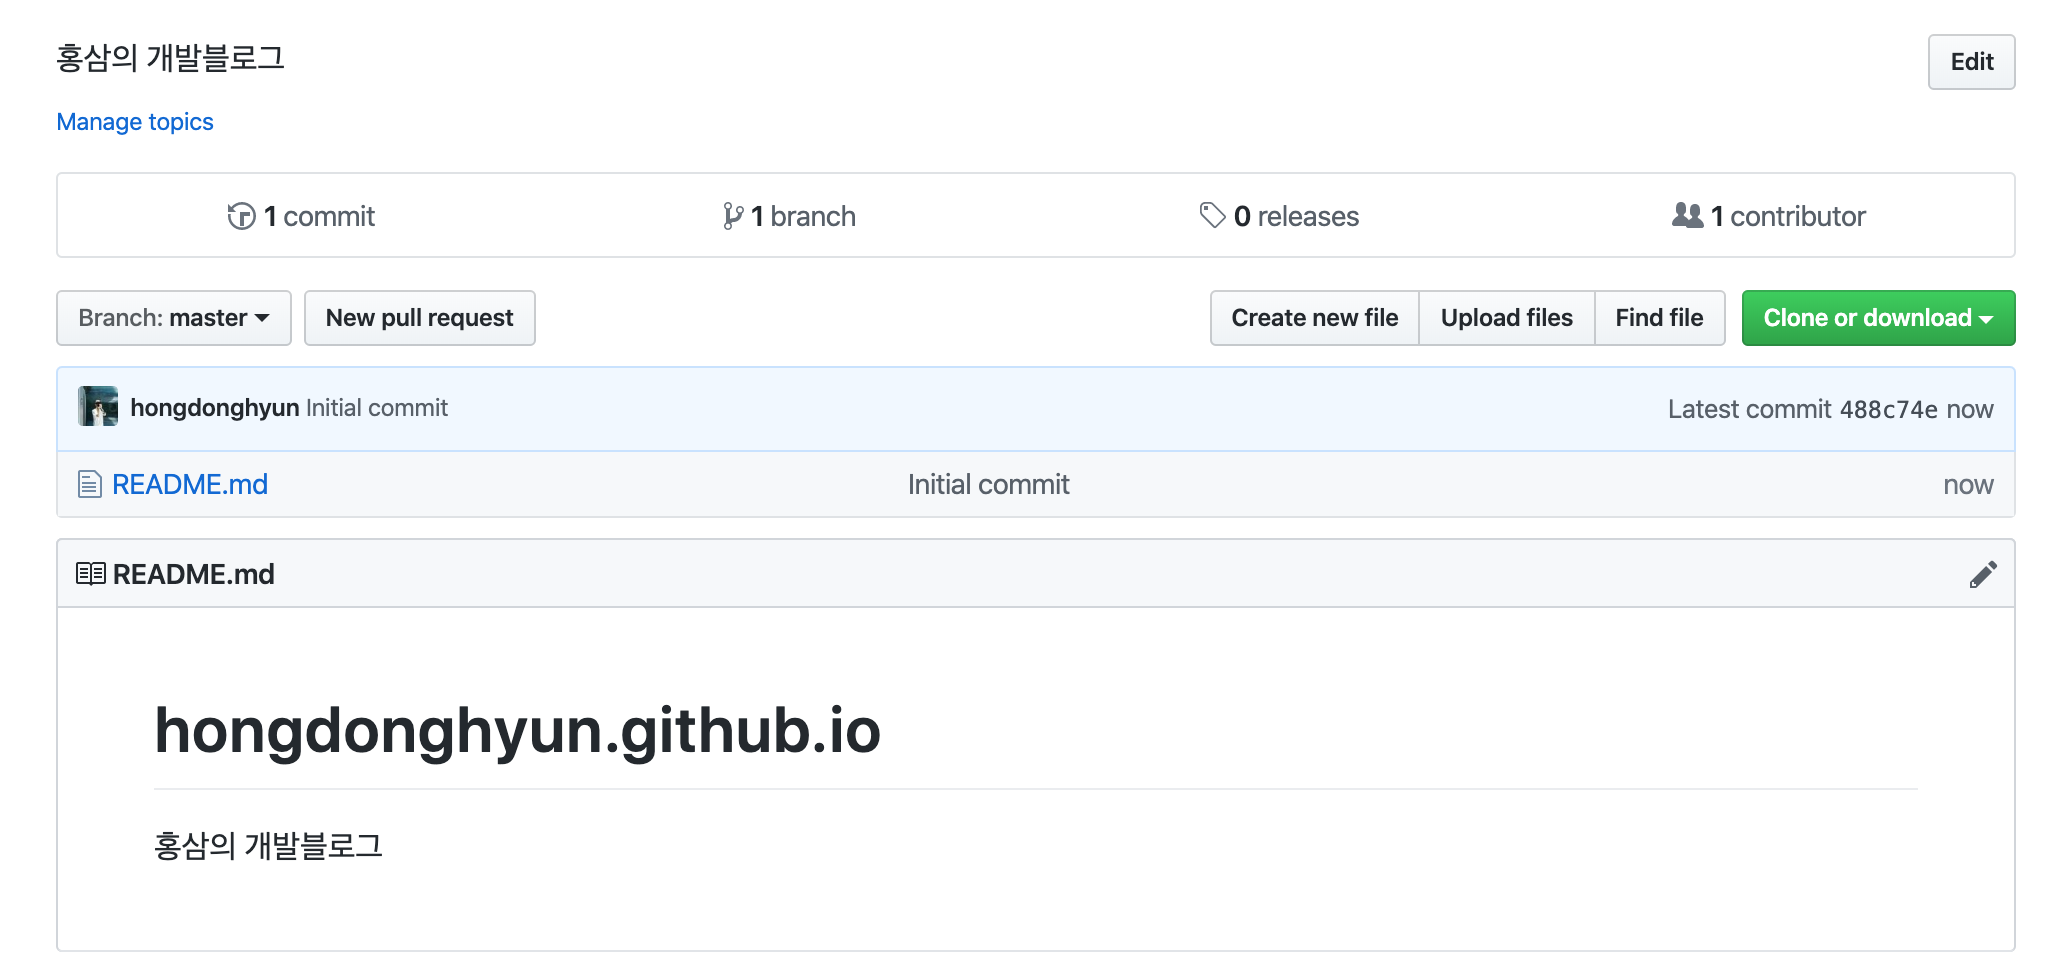 홍삼의 개발블로그
Edit
Manage topics
1 commit
1 branch
0 releases
1 contributor
Branch: master
New pull request
Create new file
Upload files
Find file
Clone or download
hongdonghyun Initial commit
Latest commit 488c74e now
README.md
Initial commit
now
README.md
hongdonghyun.github.io
홍삼의 개발블로그